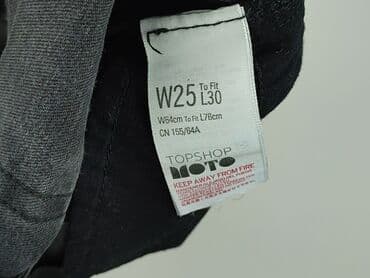 W25 To Fit L30
W64cm To Fit L76cm
CN 155/64A
TOPSHOP
MOTO
KEEP AWAY FROM FIRE